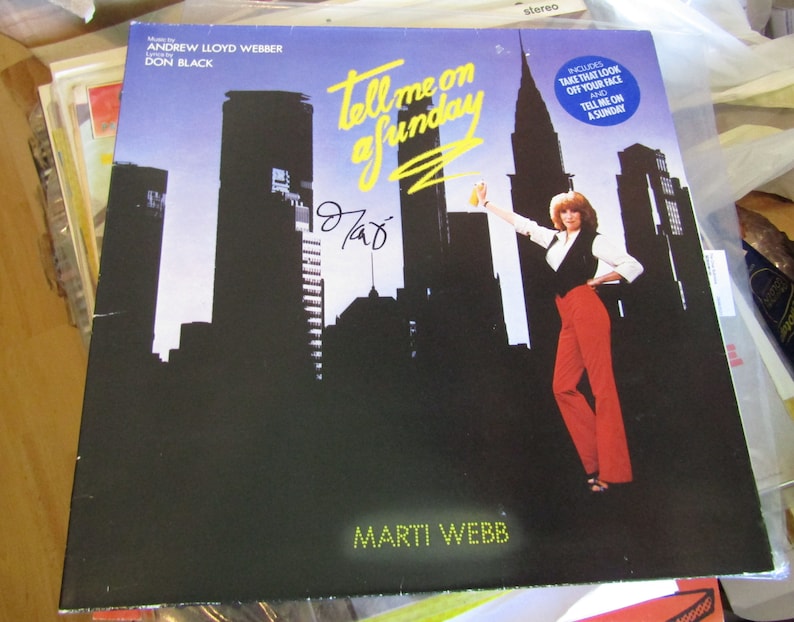 stereo
Music by
ANDREW LLOYD WEBBER
Lyrics by
DON BLACK
tell me on
a Sunday
INCLUDES
TAKE THAT LOOK
OFF YOUR FACE
AND
TELL ME ON
A SUNDAY
MARTI WEBB